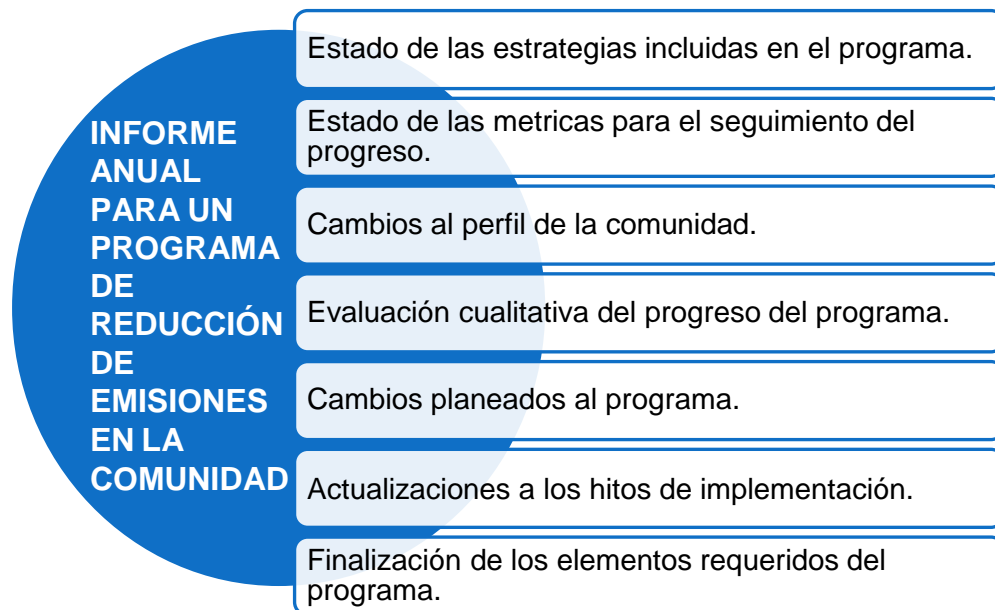 INFORME
ANUAL
PARA UN
PROGRAMA
DE
REDUCCIÓN
DE
EMISIONES
EN LA
COMUNIDAD
Estado de las estrategias incluidas en el programa.
Estado de las metricas para el seguimiento del
progreso.
Cambios al perfil de la comunidad.
Evaluación cualitativa del progreso del programa.
Cambios planeados al programa.
Actualizaciones a los hitos de implementación.
Finalización de los elementos requeridos del
programa.